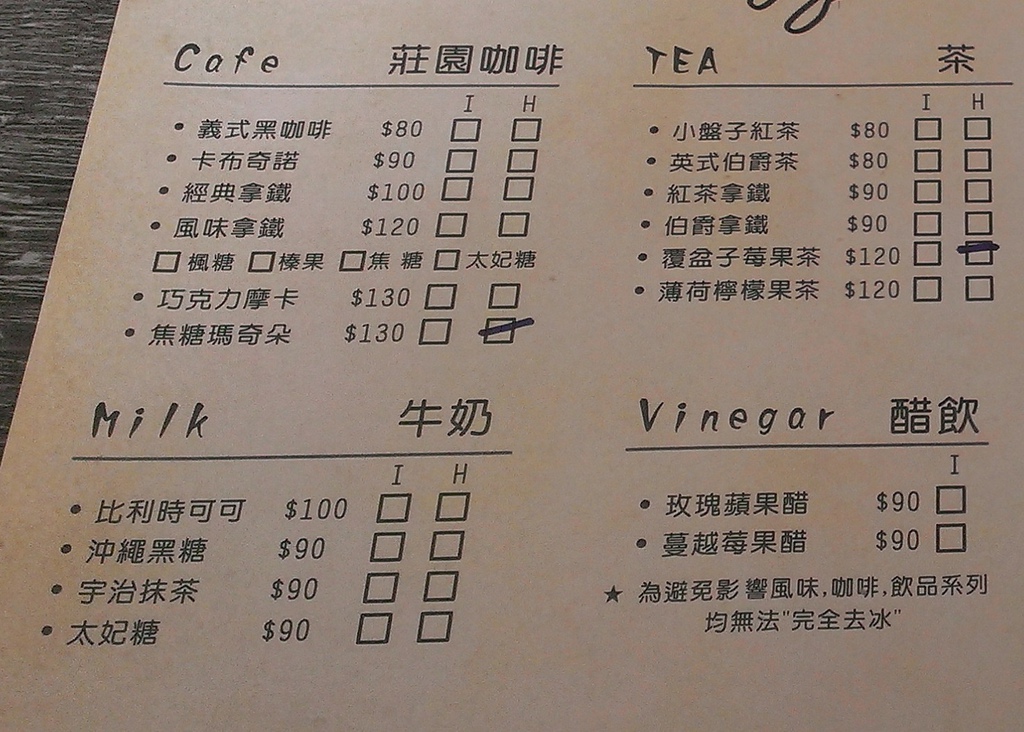 Cafe 莊園咖啡
I H
• 義式黑咖啡 $80 □ □
• 卡布奇諾 $90 □ □
• 經典拿鐵 $100 □ □
• 風味拿鐵 $120 □ □
□ 楓糖 □ 榛果 □ 焦糖 □ 太妃糖
• 巧克力摩卡 $130 □ □
• 焦糖瑪奇朵 $130 □ □
TEA 茶
I H
• 小盤子紅茶 $80 □ □
• 英式伯爵茶 $80 □ □
• 紅茶拿鐵 $90 □ □
• 伯爵拿鐵 $90 □ □
• 覆盆子莓果茶 $120 □ □
• 薄荷檸檬果茶 $120 □ □
Milk 牛奶
I H
• 比利時可可 $100 □ □
• 沖繩黑糖 $90 □ □
• 宇治抹茶 $90 □ □
• 太妃糖 $90 □ □
Vinegar 醋飲
I
• 玫瑰蘋果醋 $90 □
• 蔓越莓果醋 $90 □
★ 為避免影響風味,咖啡,飲品系列
均無法"完全去冰"